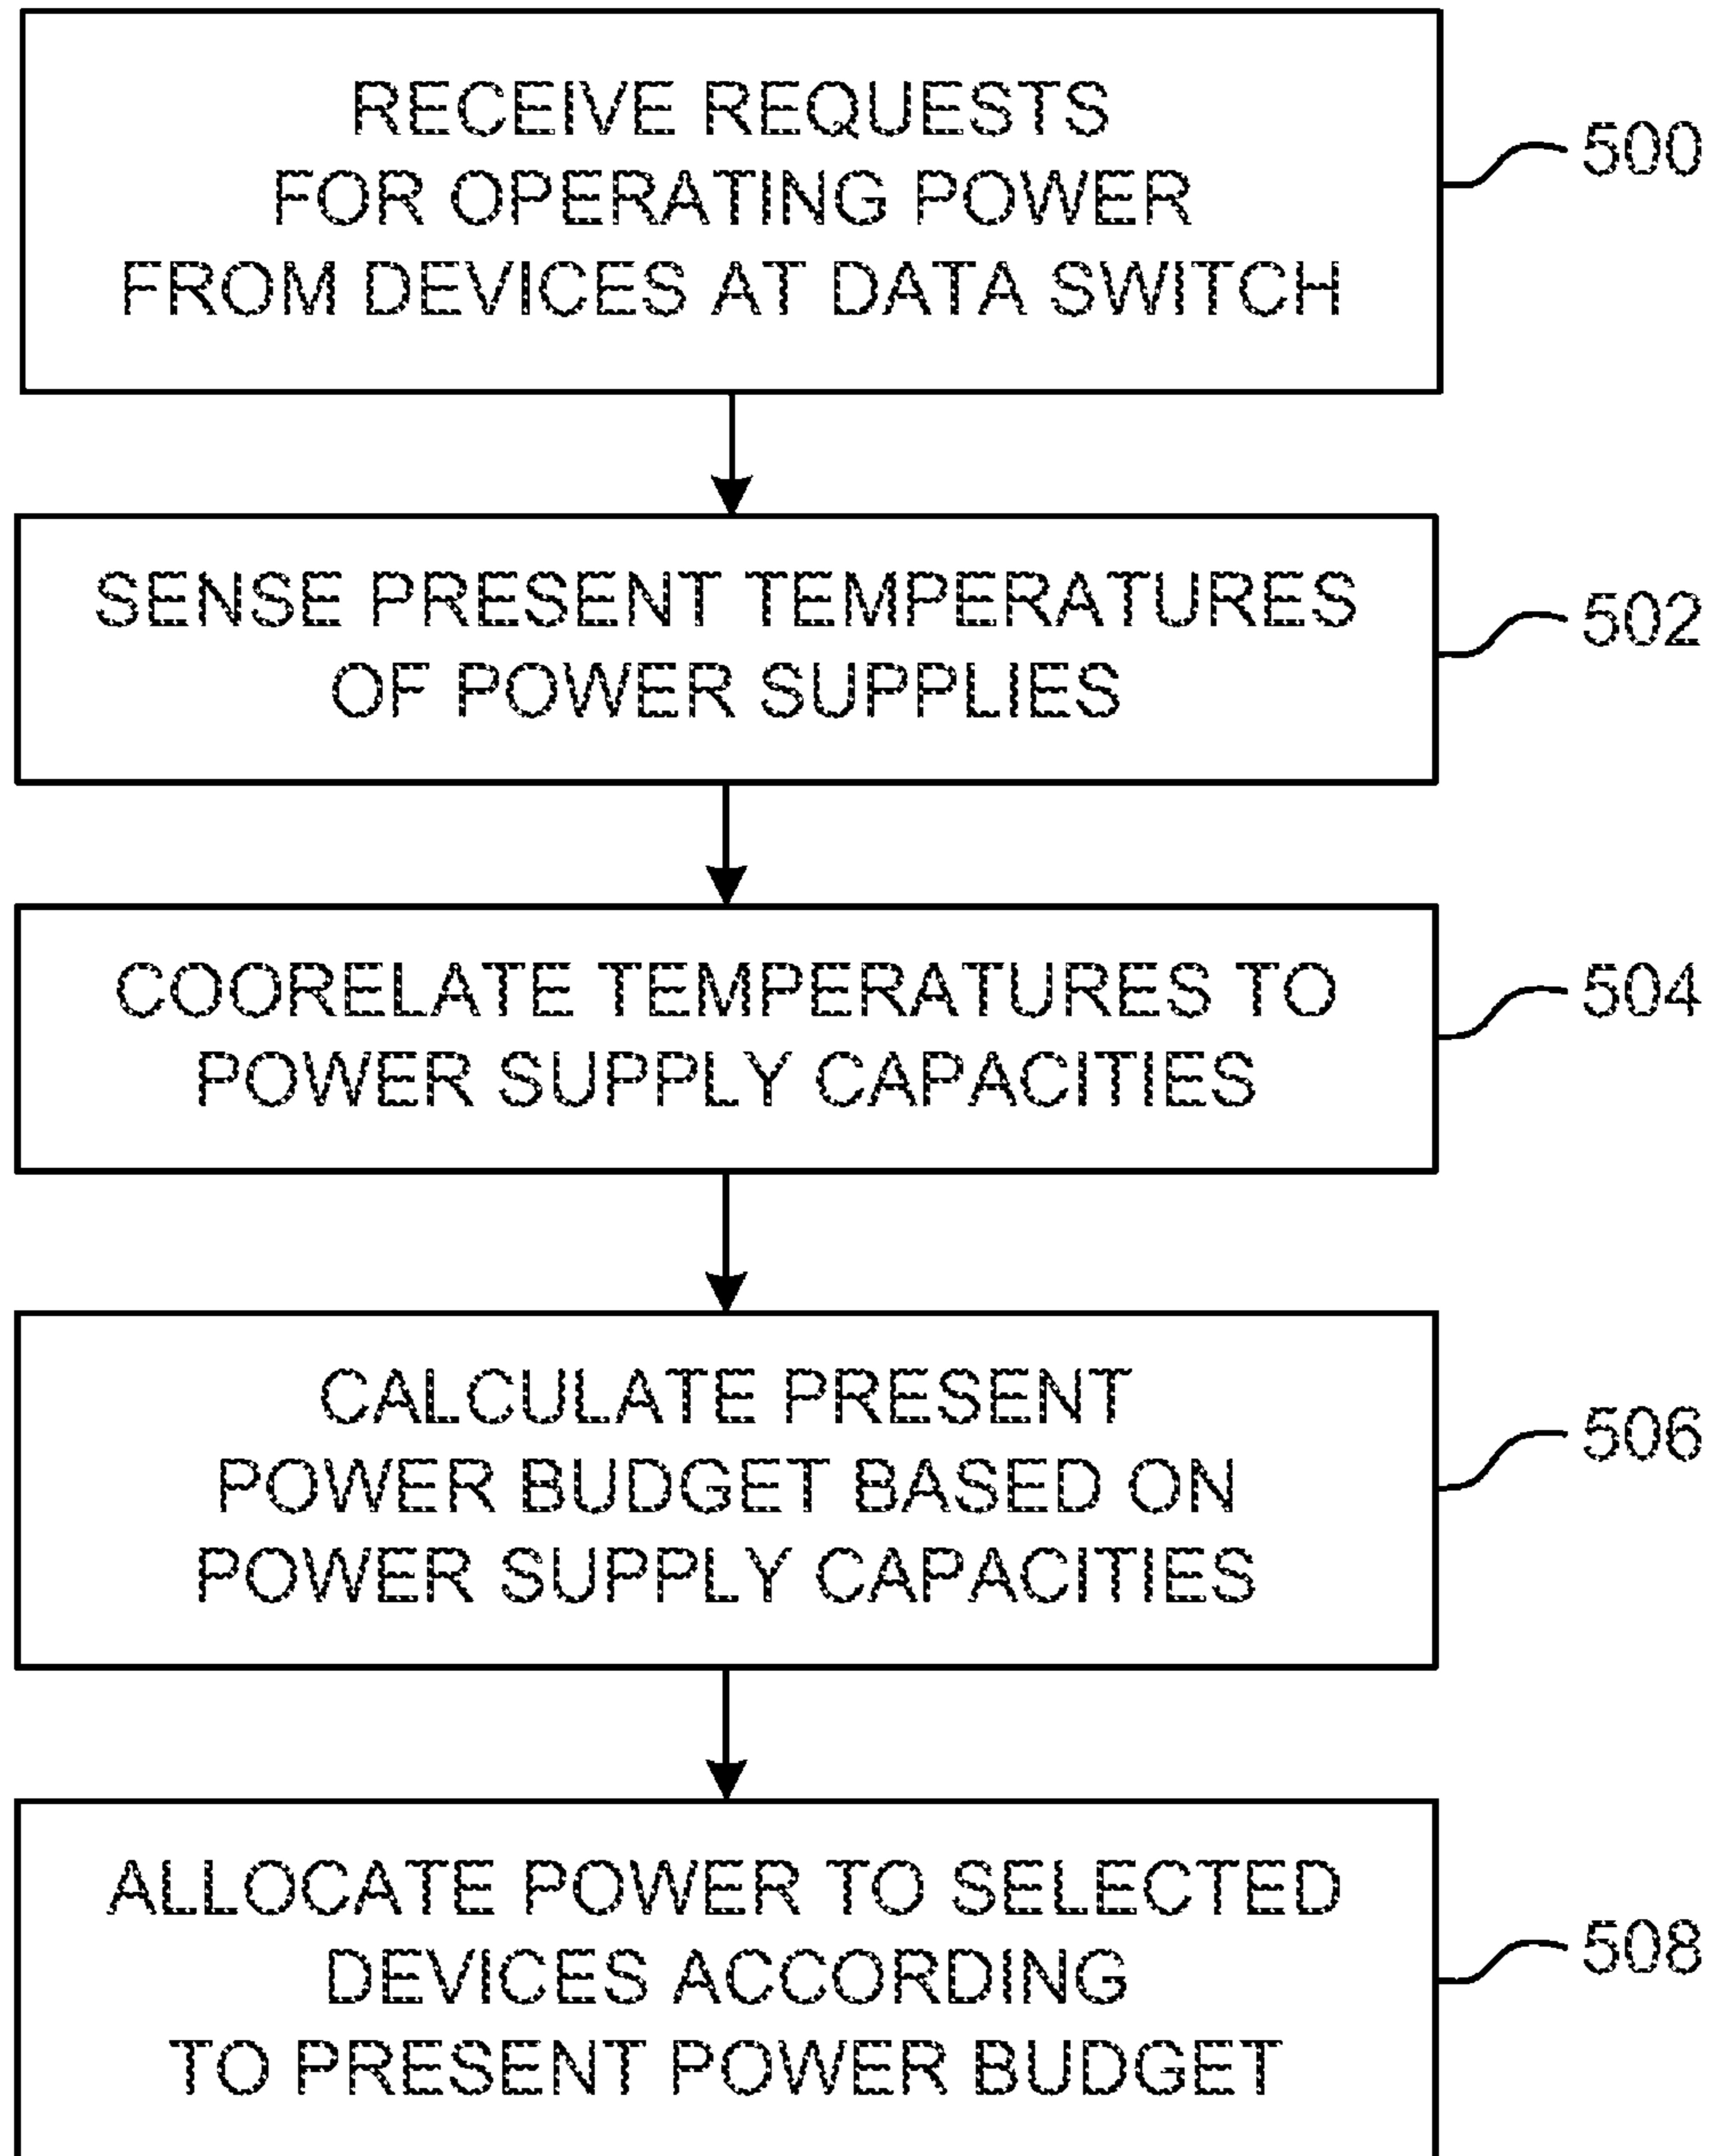 RECEIVE REQUESTS
FOR OPERATING POWER
FROM DEVICES AT DATA SWITCH
500
SENSE PRESENT TEMPERATURES
OF POWER SUPPLIES
502
COORELATE TEMPERATURES TO
POWER SUPPLY CAPACITIES
504
CALCULATE PRESENT
POWER BUDGET BASED ON
POWER SUPPLY CAPACITIES
506
ALLOCATE POWER TO SELECTED
DEVICES ACCORDING
TO PRESENT POWER BUDGET
508